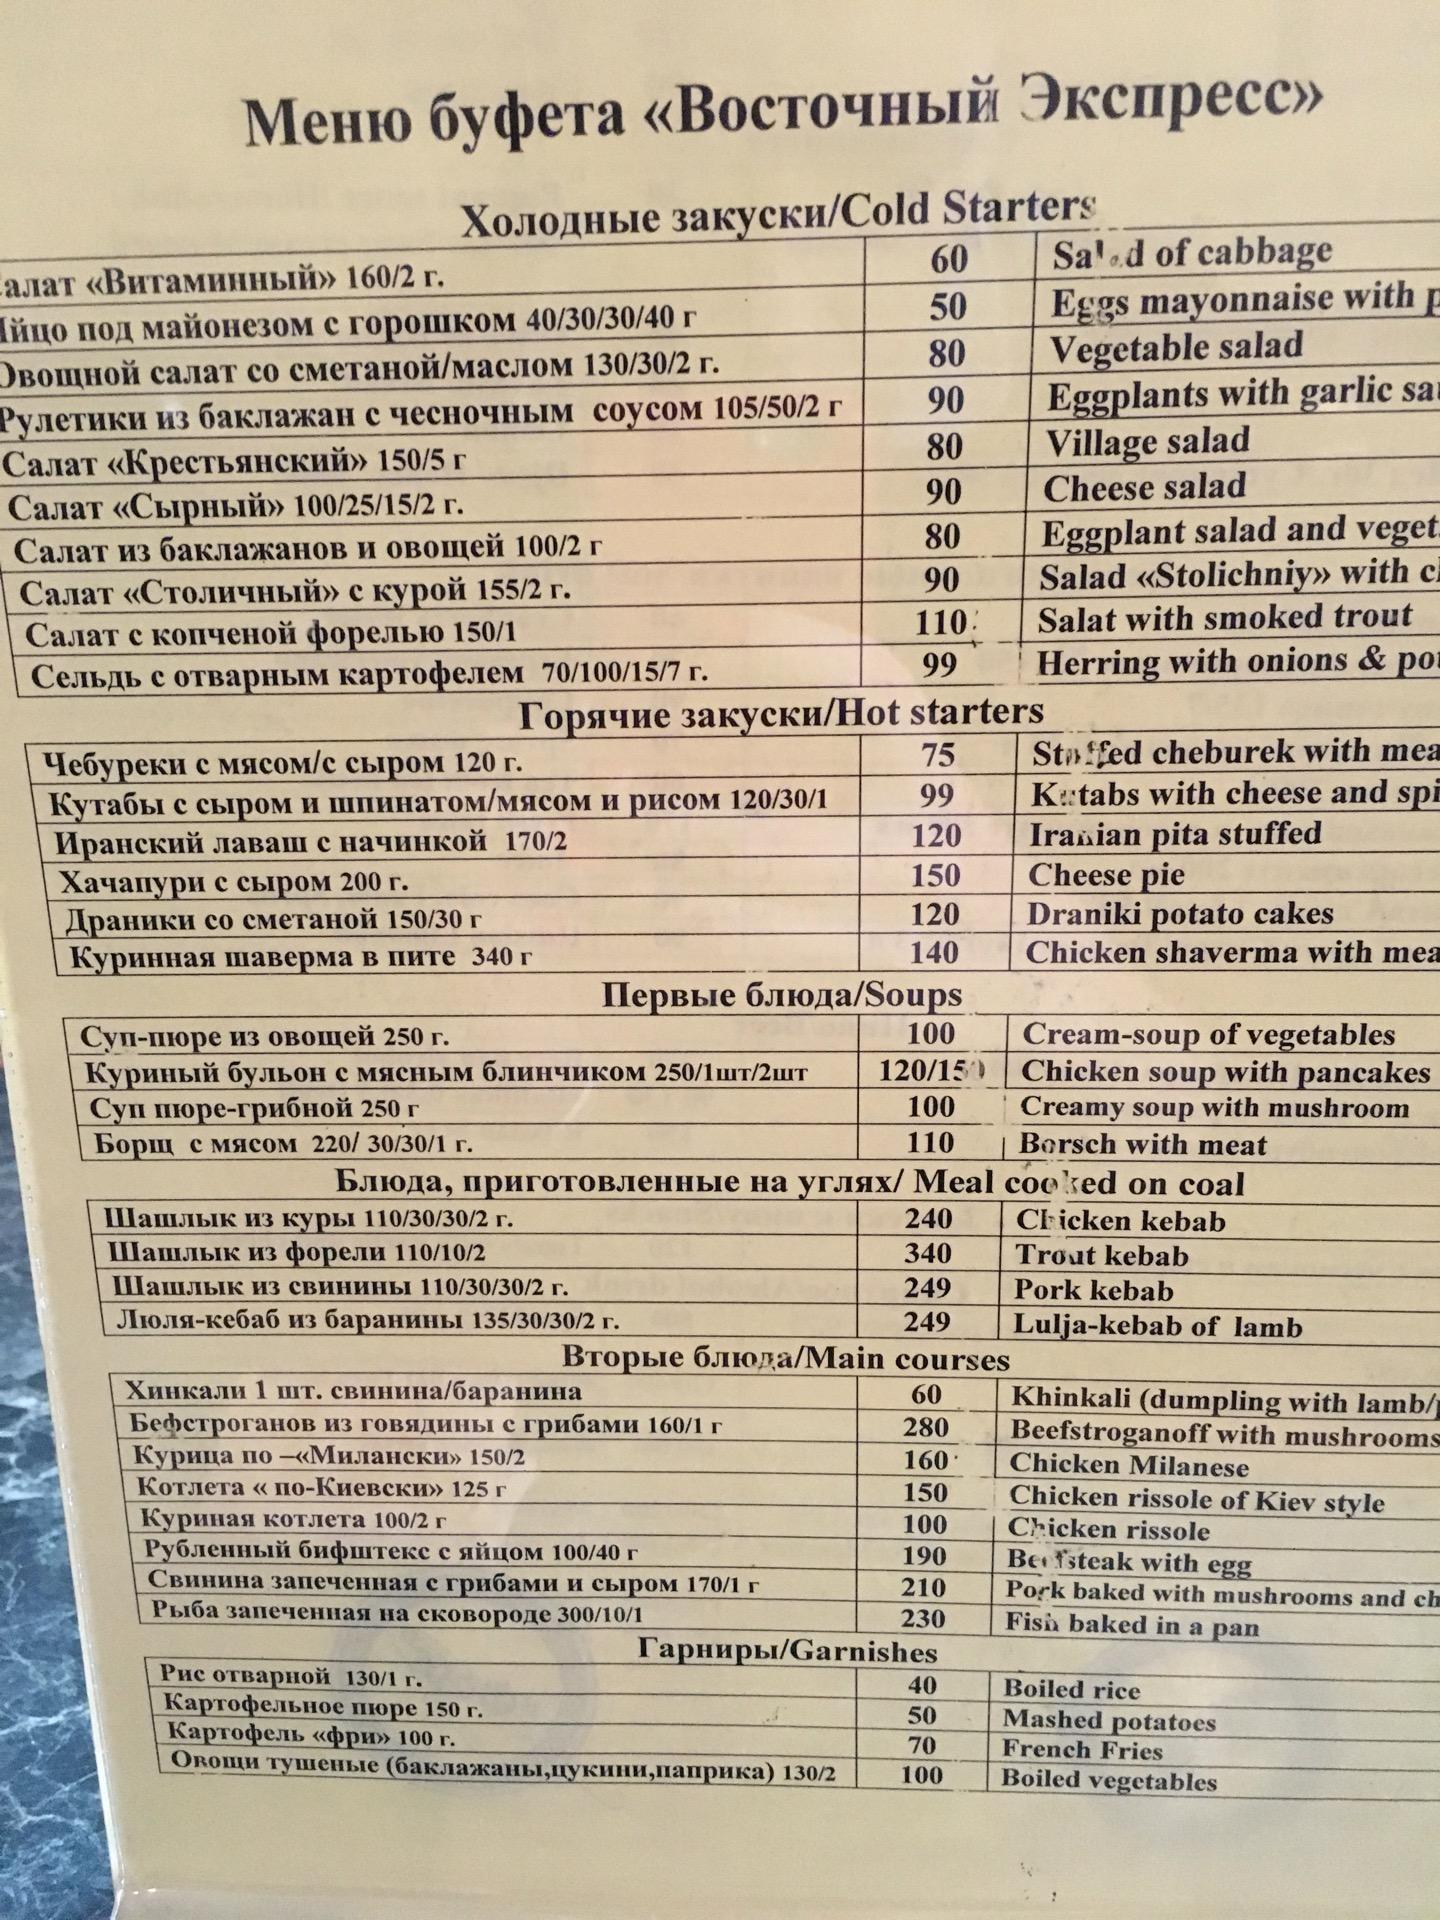 Меню буфета «Восточный Экспресс»
Холодные закуски/Cold Starters
«Витаминный» 160/2 г. 60 Salad of cabbage
под майонезом с горошком 40/30/30/40 г 50 Eggs mayonnaise with
Овощной салат со сметаной/маслом 130/30/2 г. 80 Vegetable salad
Рулетики из баклажан с чесночным соусом 105/50/2 г 90 Eggplants with garlic
Салат «Крестьянский» 150/5 г 80 Village salad
Салат «Сырный» 100/25/15/2 г. 90 Cheese salad
Салат из баклажанов и овощей 100/2 г 80 Eggplant salad and
Салат «Столичный» с курой 155/2 г. 90 Salad «Stolichniy» with
Салат с копченой форелью 150/1 110 Salat with smoked trout
Сельдь с отварным картофелем 70/100/15/7 г. 99 Herring with onions &
Горячие закуски/Hot starters
Чебуреки с мясом/с сыром 120 г. 75 Stuffed cheburek with
Кутабы с сыром и шпинатом/мясом и рисом 120/30/1 99 Kutabs with cheese and
Иранский лаваш с начинкой 170/2 120 Iranian pita stuffed
Хачапури с сыром 200 г. 150 Cheese pie
Драники со сметаной 150/30 г 120 Draniki potato cakes
Куринная шаверма в пите 340 г 140 Chicken shaverma with
Первые блюда/Soups
Суп-пюре из овощей 250 г. 100 Cream-soup of vegetables
Куриный бульон с мясным блинчиком 250/1шт/2шт 120/150 Chicken soup with pancakes
Суп пюре-грибной 250 г 100 Creamy soup with mushroom
Борщ с мясом 220/ 30/30/1 г. 110 Borsch with meat
Блюда, приготовленные на углях/ Meal cooked on coal
Шашлык из куры 110/30/30/2 г. 240 Chicken kebab
Шашлык из форели 110/10/2 340 Trout kebab
Шашлык из свинины 110/30/30/2 г. 249 Pork kebab
Люля-кебаб из баранины 135/30/30/2 г. 249 Lulja-kebab of lamb
Вторые блюда/Main courses
Хинкали 1 шт. свинина/баранина 60 Khinkali (dumpling with lamb/
Бефстроганов из говядины с грибами 160/1 г 280 Beefstroganoff with mushrooms
Курица по –«Милански» 150/2 160 Chicken Milanese
Котлета « по-Киевски» 125 г 150 Chicken rissole of Kiev style
Куриная котлета 100/2 г 100 Chicken rissole
Рубленный бифштекс с яйцом 100/40 г 190 Beefsteak with egg
Свинина запеченная с грибами и сыром 170/1 г 210 Pork baked with mushrooms and
Рыба запеченная на сковороде 300/10/1 230 Fish baked in a pan
Гарниры/Garnishes
Рис отварной 130/1 г. 40 Boiled rice
Картофельное пюре 150 г. 50 Mashed potatoes
Картофель «фри» 100 г. 70 French Fries
Овощи тушеные (баклажаны,цукини,паприка) 130/2 100 Boiled vegetables